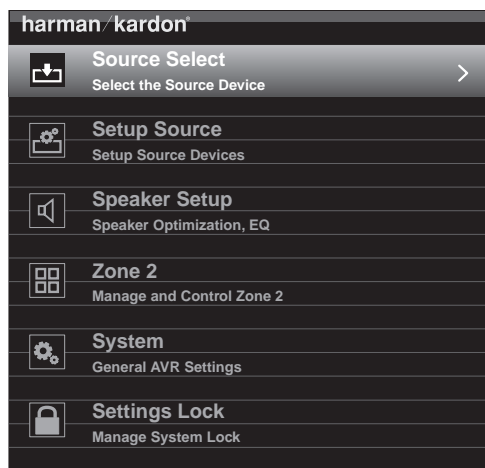 harman/kardon®
Source Select
Select the Source Device
Setup Source
Setup Source Devices
Speaker Setup
Speaker Optimization, EQ
Zone 2
Manage and Control Zone 2
System
General AVR Settings
Settings Lock
Manage System Lock